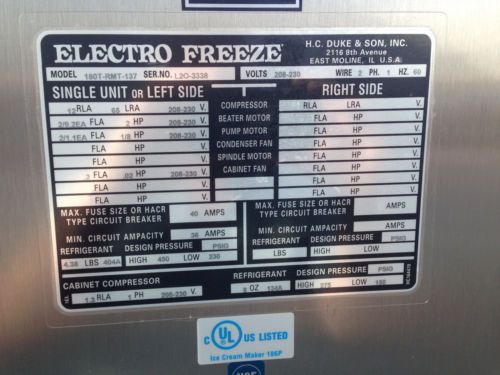 ELECTRO FREEZE®
H.C. DUKE & SON, INC.
2116 8th Avenue
EAST MOLINE, IL U.S.A.
MODEL 180T-RMT-137 SER.NO. L2O-3338 VOLTS 208-230 WIRE 2 PH. 1 HZ. 60
SINGLE UNIT OR LEFT SIDE RIGHT SIDE
12 RLA 65 LRA 208-230 V. COMPRESSOR RLA LRA V.
2/9.2EA FLA 2 HP 208-230 V. BEATER MOTOR FLA HP V.
2/1.1EA FLA 1/8 HP 208-230 V. PUMP MOTOR FLA HP V.
FLA HP V. CONDENSER FAN FLA HP V.
FLA HP V. SPINDLE MOTOR FLA HP V.
FLA .02 HP 208-230 V. CABINET FAN FLA HP V.
FLA HP V. FLA HP V.
FLA HP V. FLA HP V.
MAX. FUSE SIZE OR HACR
TYPE CIRCUIT BREAKER 40 AMPS
MIN. CIRCUIT AMPACITY 36 AMPS
REFRIGERANT DESIGN PRESSURE PSIG
4.38 LBS 404A HIGH 450 LOW 230
MAX. FUSE SIZE OR HACR
TYPE CIRCUIT BREAKER AMPS
MIN. CIRCUIT AMPACITY AMPS
REFRIGERANT DESIGN PRESSURE PSIG
LBS HIGH LOW
CABINET COMPRESSOR
1.3 RLA 1 PH 208-230 V.
REFRIGERANT DESIGN PRESSURE PSIG
8 OZ 134A HIGH 375 LOW 150
HC164475
C UL® US LISTED
Ice Cream Maker 186P
NSF